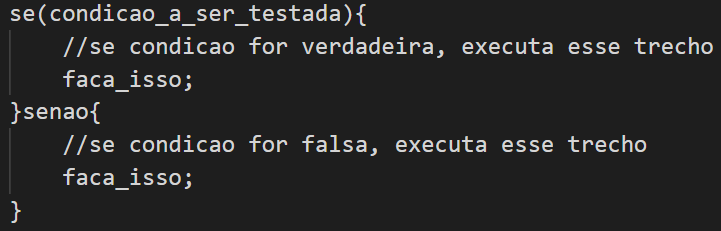 se(condicao_a_ser_testada){
    //se condicao for verdadeira, executa esse trecho
    faca_isso;
}senao{
    //se condicao for falsa, executa esse trecho
    faca_isso;
}